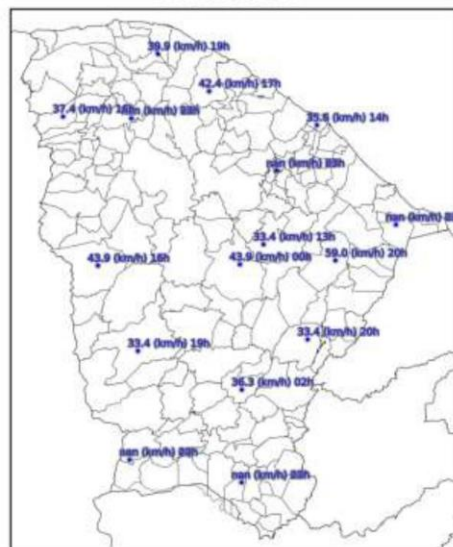 39.9 (km/h) 19h
42.4 (km/h) 17h
37.4 (km/h)
(km/h)
35.6 (km/h) 14h
nan (km/h)
nan (km/h)
33.4 (km/h) 13h
43.9 (km/h) 16h
43.9 (km/h) 00h
59.0 (km/h) 20h
33.4 (km/h) 20h
33.4 (km/h) 19h
36.3 (km/h) 02h
nan (km/h)
nan (km/h)